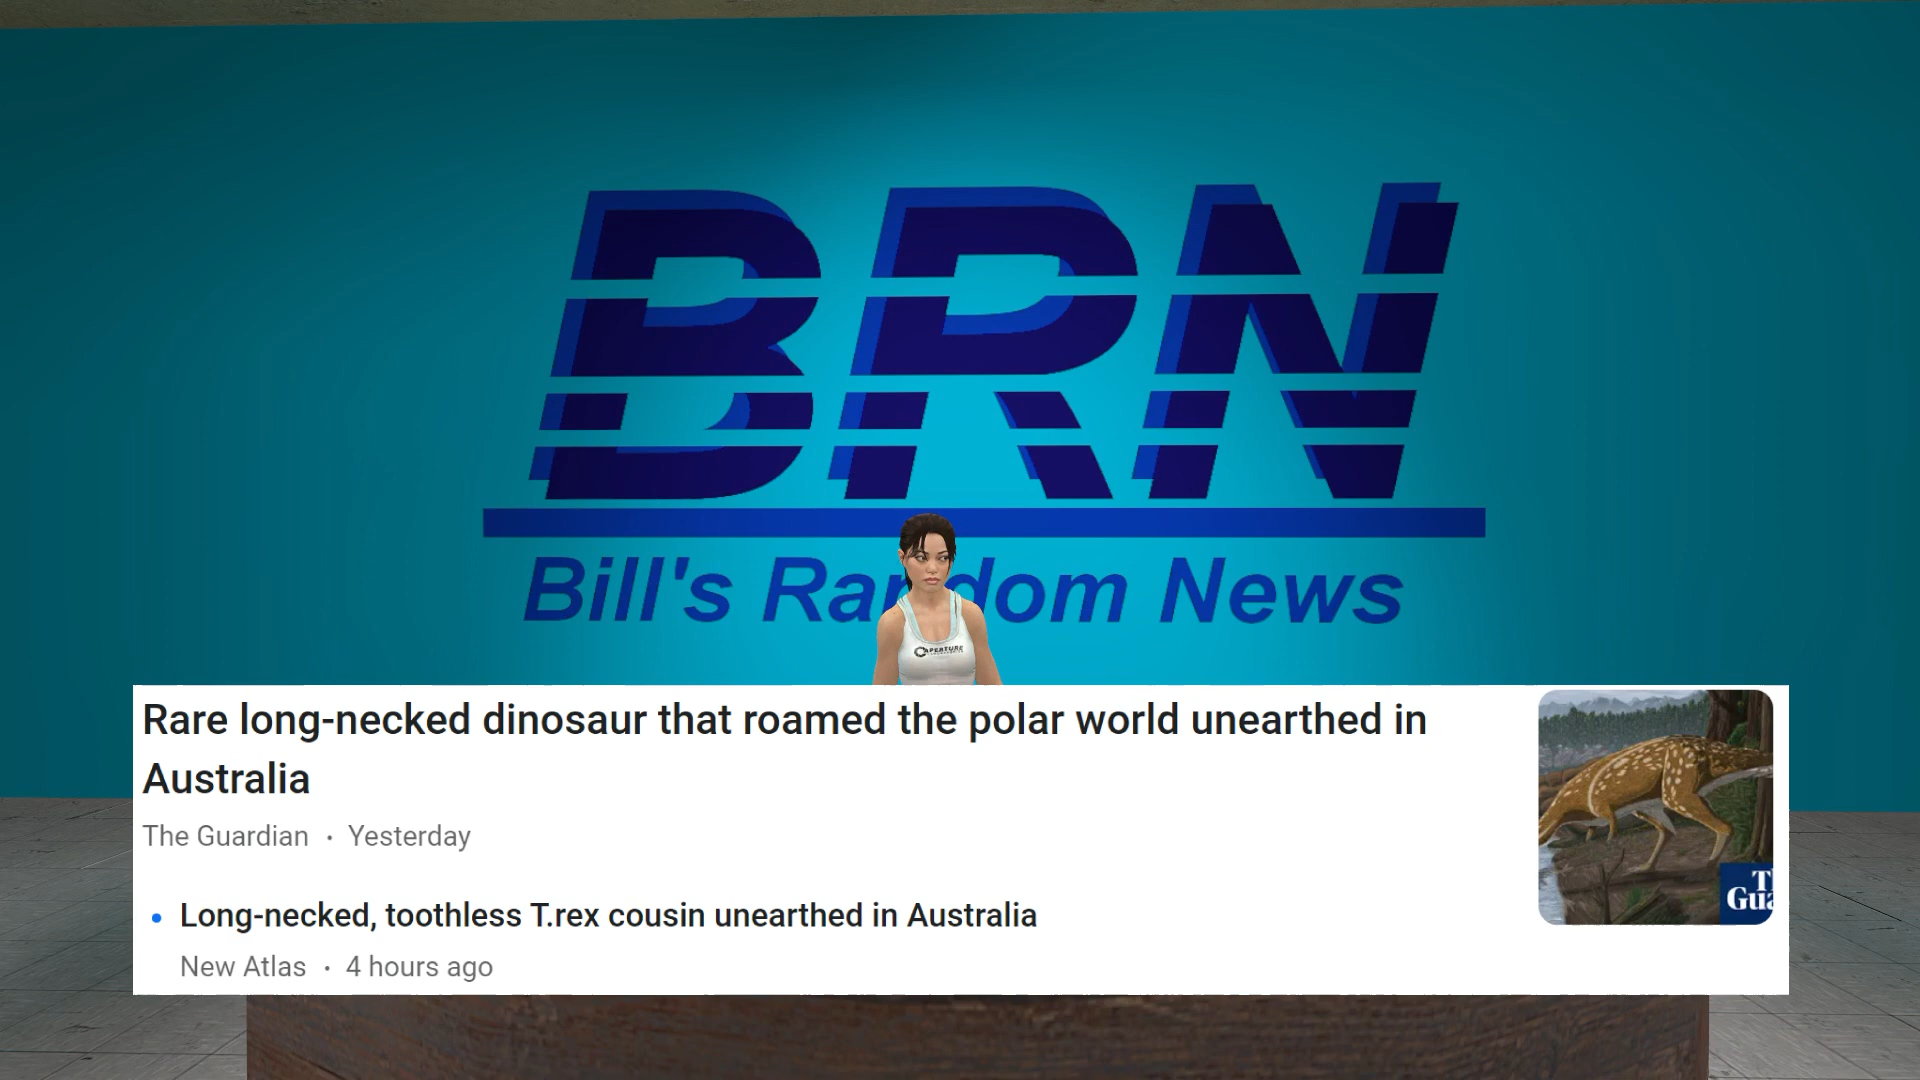 BRN
Bill's Random News
APERTURE
Rare long-necked dinosaur that roamed the polar world unearthed in
Australia
The Guardian · Yesterday
• Long-necked, toothless T.rex cousin unearthed in Australia
New Atlas · 4 hours ago